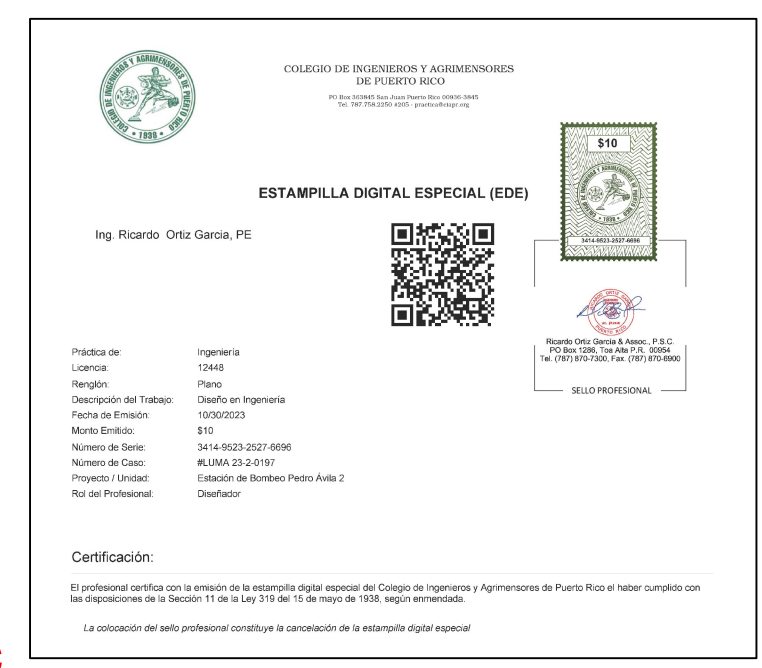 COLEGIO DE INGENIEROS Y AGRIMENSORES DE PUERTO RICO
• 1938 •
COLEGIO DE INGENIEROS Y AGRIMENSORES
DE PUERTO RICO
PO Box 363845 San Juan Puerto Rico 00936-3845
Tel. 787.758.2250 #205 - practica@ciapr.org
$10
• 1938 •
3414-9523-2527-6696
ESTAMPILLA DIGITAL ESPECIAL (EDE)
Ing. Ricardo Ortiz Garcia, PE
Ricardo Ortiz García & Assoc., P.S.C.
PO Box 1286, Toa Alta P.R. 00954
Tel. (787) 870-7300, Fax. (787) 870-6900
SELLO PROFESIONAL
Práctica de: Ingeniería
Licencia: 12448
Renglón: Plano
Descripción del Trabajo: Diseño en Ingeniería
Fecha de Emisión: 10/30/2023
Monto Emitido: $10
Número de Serie: 3414-9523-2527-6696
Número de Caso: #LUMA 23-2-0197
Proyecto / Unidad: Estación de Bombeo Pedro Ávila 2
Rol del Profesional: Diseñador
Certificación:
El profesional certifica con la emisión de la estampilla digital especial del Colegio de Ingenieros y Agrimensores de Puerto Rico el haber cumplido con
las disposiciones de la Sección 11 de la Ley 319 del 15 de mayo de 1938, según enmendada.
La colocación del sello profesional constituye la cancelación de la estampilla digital especial